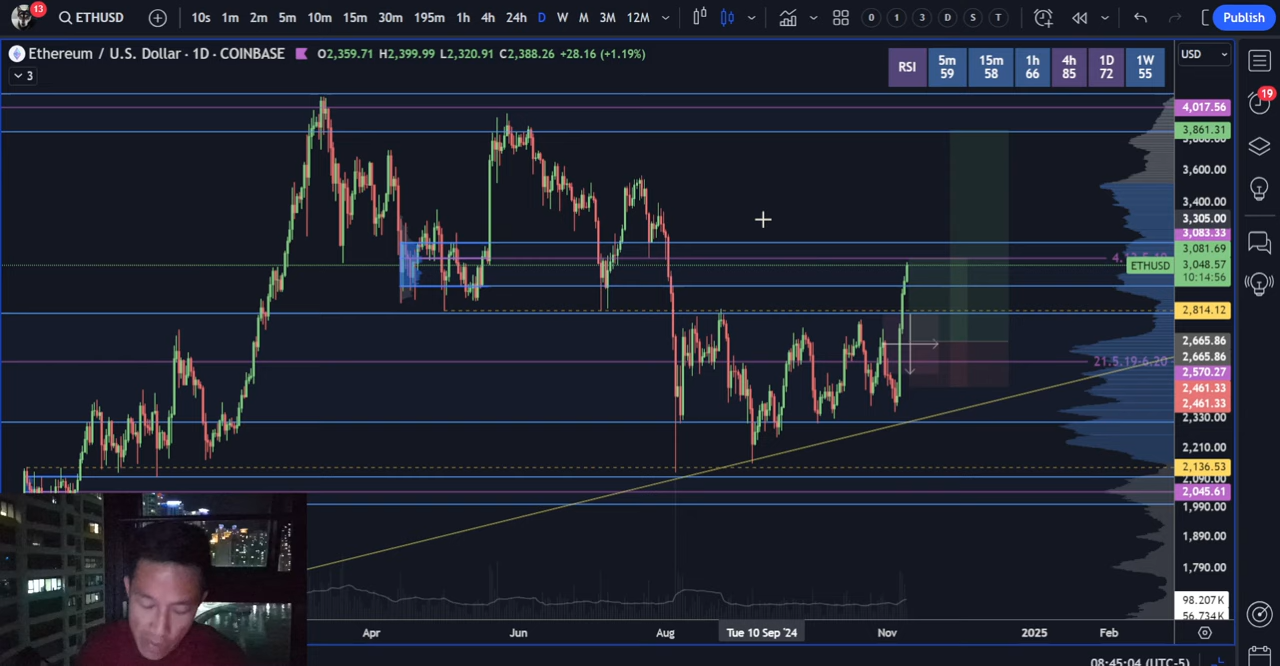 13
ETHUSD
10s 1m 2m 5m 10m 15m 30m 195m 1h 4h 24h D W M 3M 12M
0 1 3 D S T
Publish
Ethereum / U.S. Dollar · 1D · COINBASE O2,359.71 H2,399.99 L2,320.91 C2,388.26 +28.16 (+1.19%)
3
RSI
5m
59
15m
58
1h
66
4h
85
1D
72
1W
55
USD
19
4,017.56
3,861.31
3,600.00
3,400.00
3,305.00
3,083.33
3,081.69
ETHUSD 3,048.57
10:14:56
2,814.12
2,665.86
2,665.86
21.5.19-6.20
2,570.27
2,461.33
2,461.33
2,330.00
2,210.00
2,136.53
2,090.00
2,045.61
1,990.00
1,890.00
1,790.00
98.207K
56.734K
Apr Jun Aug Tue 10 Sep '24 Nov 2025 Feb
08:45:04 (UTC-5)